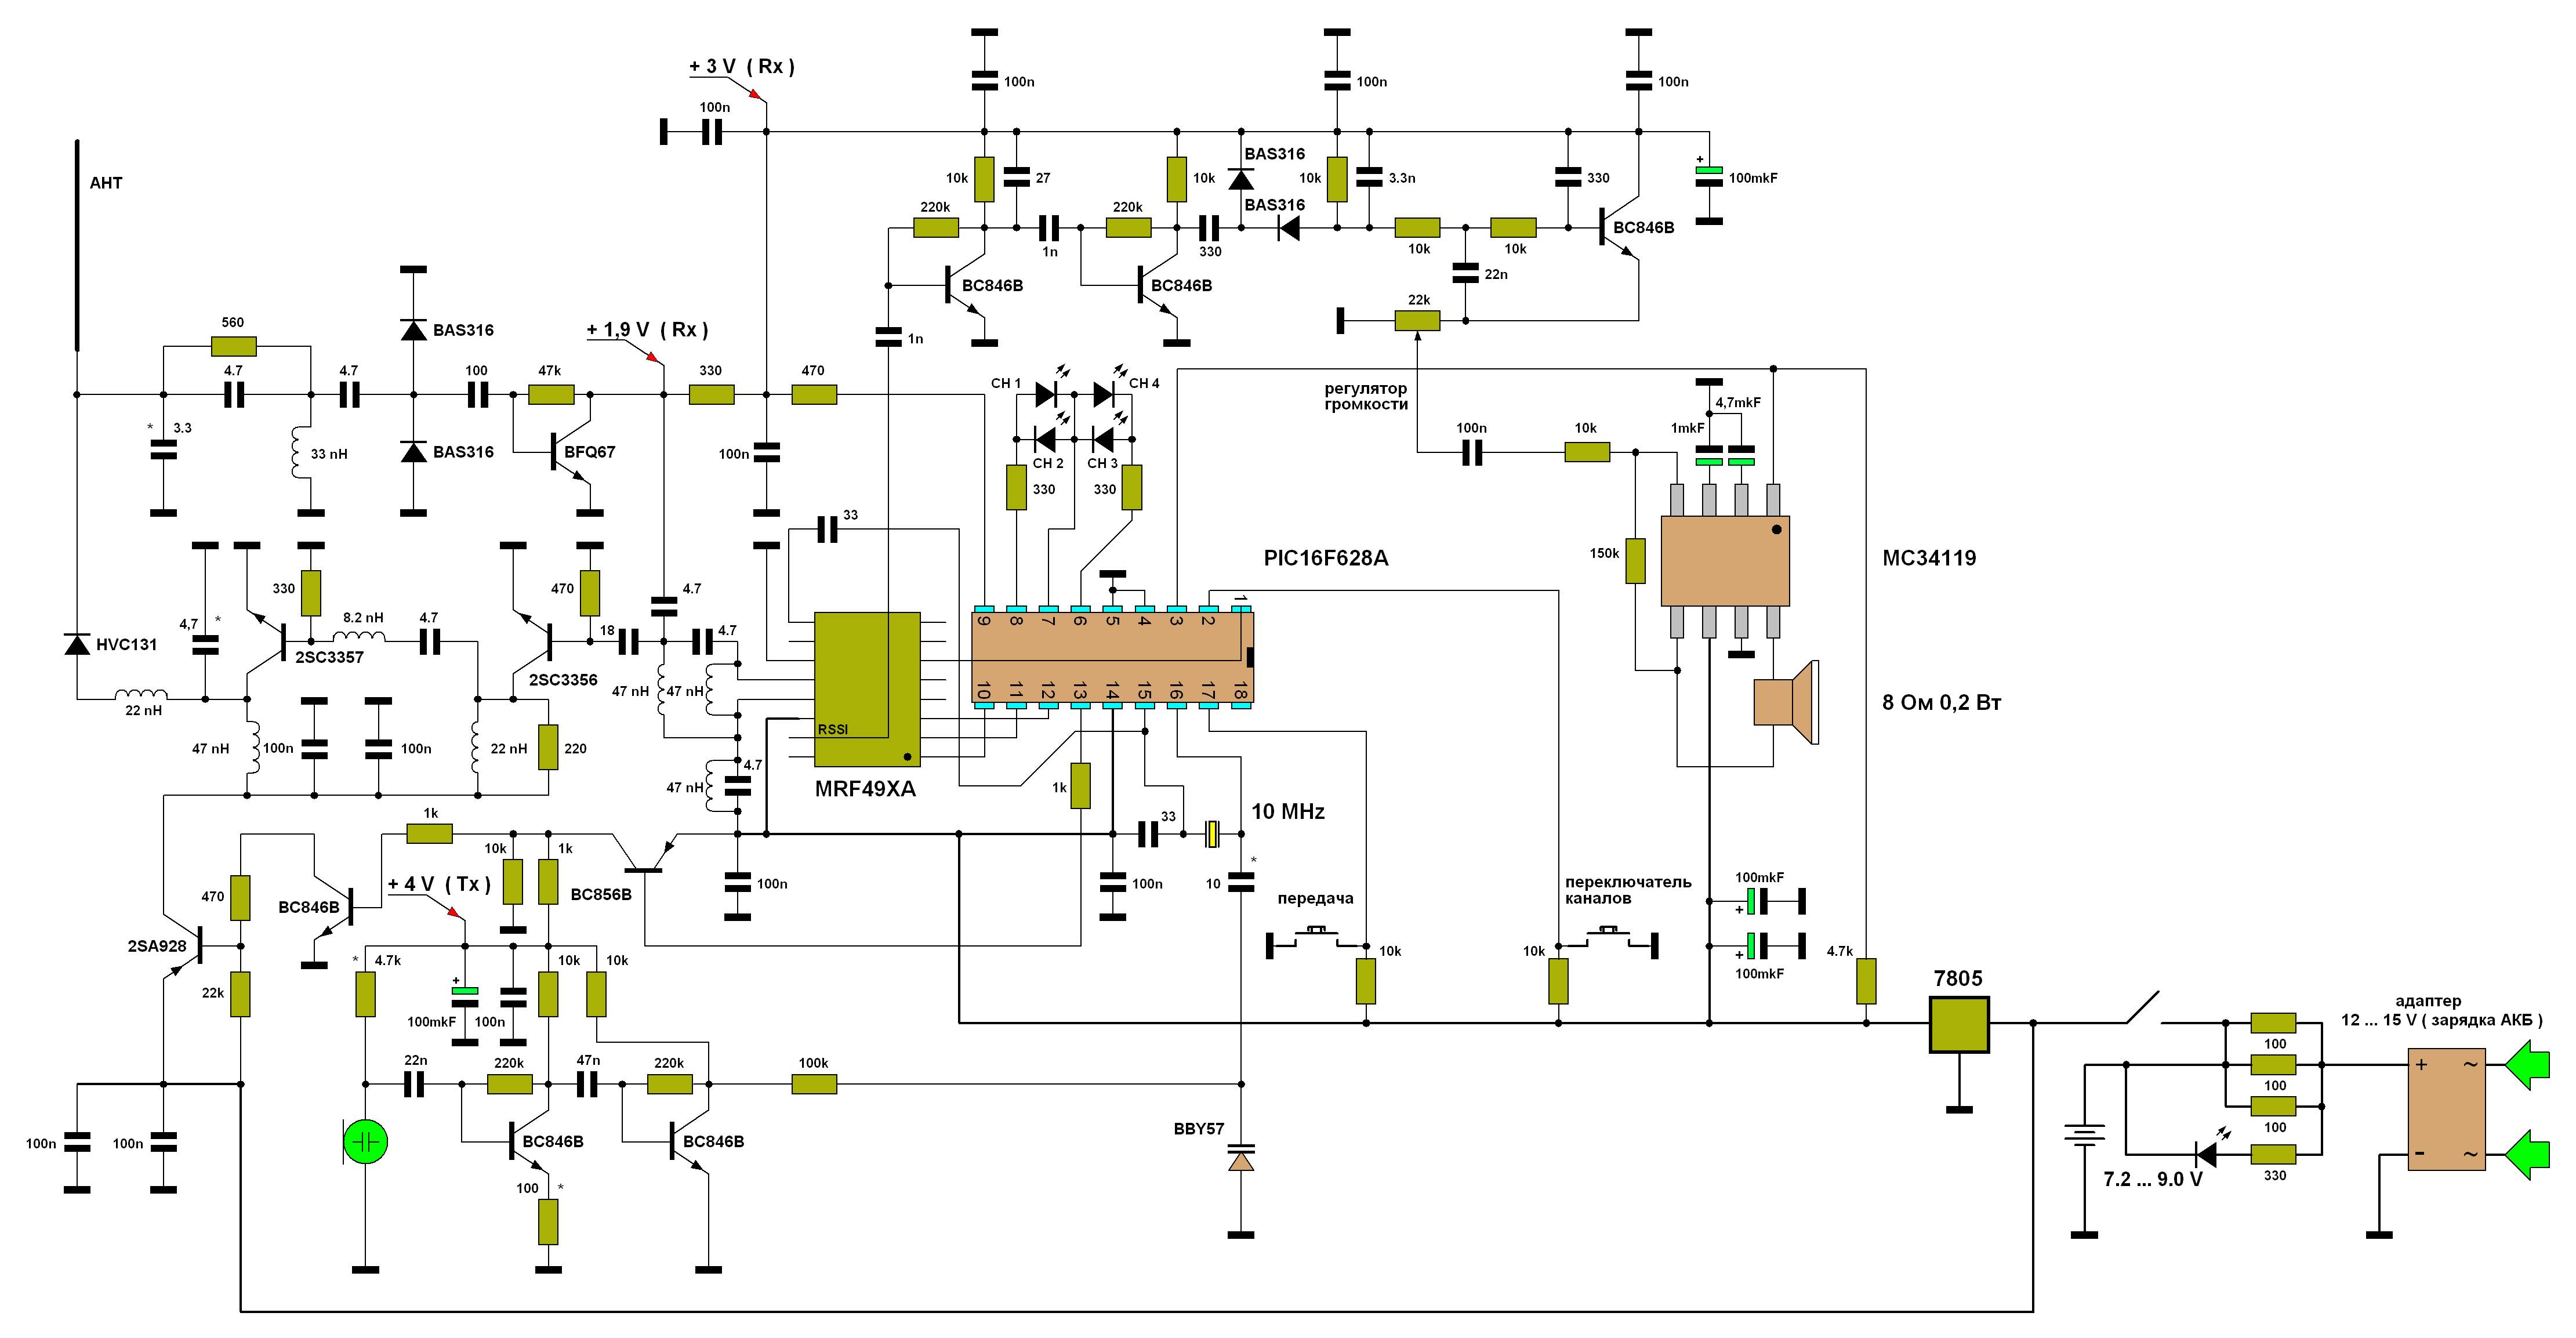 + 3 V ( Rx )
100n
100n
100n
100n
АНТ
10k
27
10k
BAS316
BAS316
10k
3.3n
330
100mkF
220k
1n
220k
330
10k
10k
BC846B
BC846B
BC846B
22n
22k
1n
560
BAS316
+ 1,9 V ( Rx )
4.7
4.7
100
47k
330
470
CH 1
CH 4
регулятор
громкости
4,7mkF
* 3.3
33 nH
BAS316
BFQ67
100n
CH 2
CH 3
330
330
100n
10k
1mkF
33
PIC16F628A
150k
MC34119
330
470
4.7
4,7 *
8.2 nH
4.7
18
4.7
9
8
7
6
5
4
3
2
1
HVC131
2SC3357
2SC3356
47 nH
47 nH
22 nH
10
11
12
13
14
15
16
17
18
8 Ом 0,2 Вт
RSSI
47 nH
100n
100n
22 nH
220
47 nH
4.7
MRF49XA
1k
10 MHz
1k
33
10k
1k
470
BC846B
+ 4 V ( Tx )
BC856B
100n
100n
10
*
передача
переключатель
каналов
100mkF
2SA928
* 4.7k
10k
10k
10k
10k
4.7k
100mkF
22k
+
100mkF
100n
7805
адаптер
12 ... 15 V ( зарядка АКБ )
100
22n
220k
47n
220k
100k
100
+
~
100n
100n
BC846B
BC846B
BBY57
100
-
~
330
7.2 ... 9.0 V
100 *
+
+
+